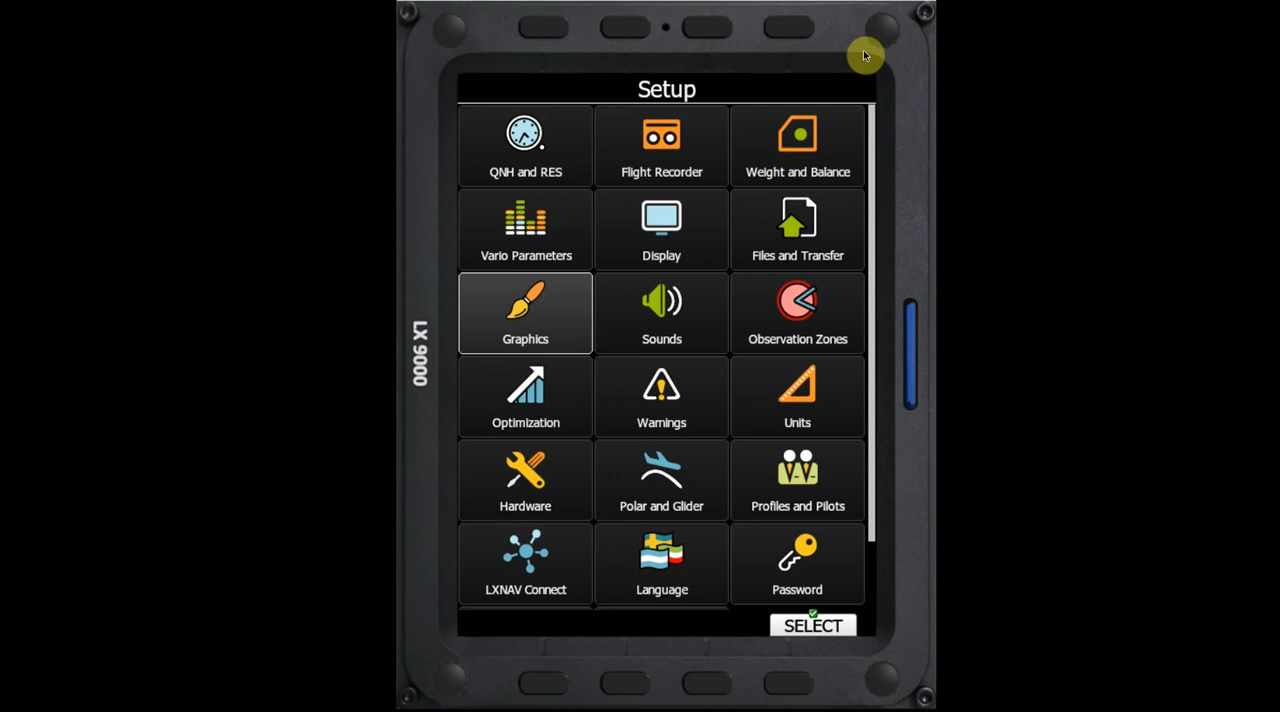 Setup
QNH and RES
Flight Recorder
Weight and Balance
Vario Parameters
Display
Files and Transfer
Graphics
Sounds
Observation Zones
LX 9000
Optimization
Warnings
Units
Hardware
Polar and Glider
Profiles and Pilots
LXNAV Connect
Language
Password
SELECT